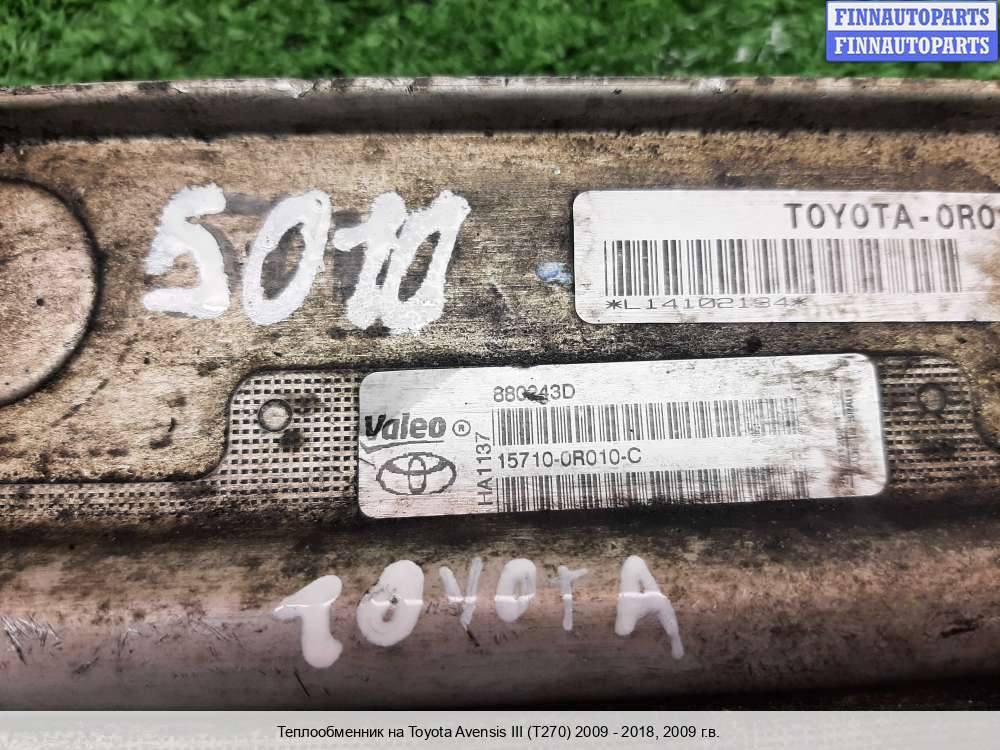 FINNAUTOPARTS
FINNAUTOPARTS
5010
TOYOTA-0R0
*L14102184*
880243D
Valeo ®
HA1137
15710-0R010-C
TOYOTA
Теплообменник на Toyota Avensis III (T270) 2009 - 2018, 2009 г.в.